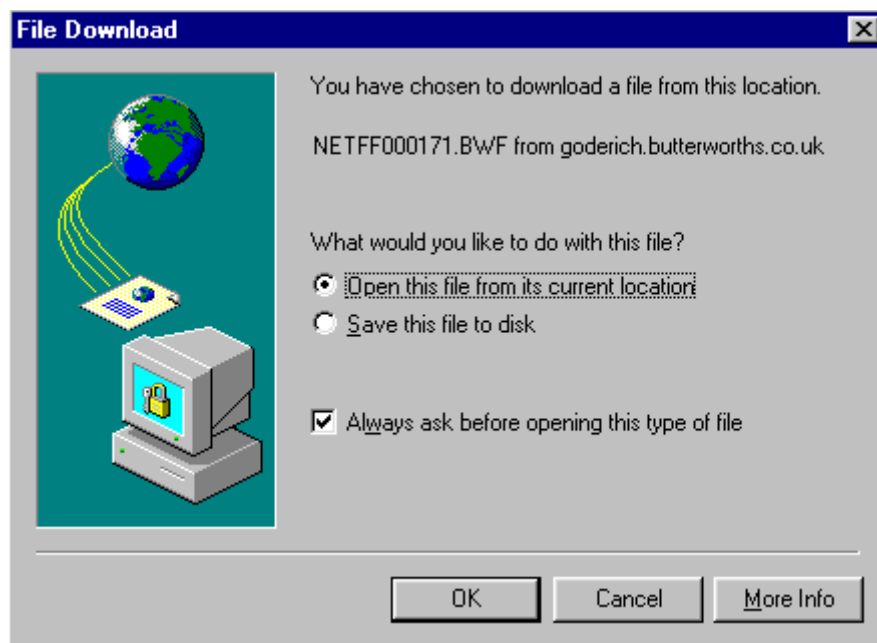 File Download
You have chosen to download a file from this location.
NETFF000171.BWF from goderich.butterworths.co.uk
What would you like to do with this file?
Open this file from its current location
Save this file to disk
Always ask before opening this type of file
OK Cancel More Info